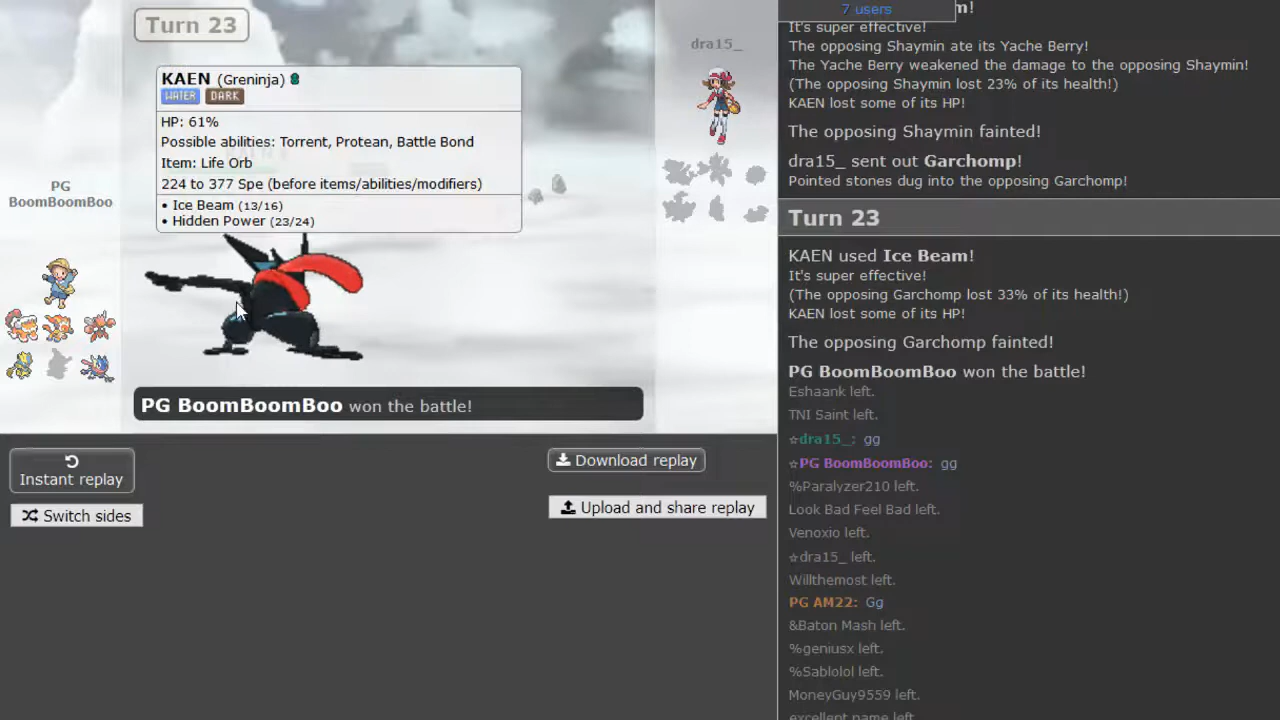 Turn 23
KAEN (Greninja)
WATER DARK
HP: 61%
Possible abilities: Torrent, Protean, Battle Bond
Item: Life Orb
224 to 377 Spe (before items/abilities/modifiers)
• Ice Beam (13/16)
• Hidden Power (23/24)
PG
BoomBoomBoo
dra15_
PG BoomBoomBoo won the battle!
Instant replay
Switch sides
Download replay
Upload and share replay
7 users
m!
It's super effective!
The opposing Shaymin ate its Yache Berry!
The Yache Berry weakened the damage to the opposing Shaymin!
(The opposing Shaymin lost 23% of its health!)
KAEN lost some of its HP!
The opposing Shaymin fainted!
dra15_ sent out Garchomp!
Pointed stones dug into the opposing Garchomp!
Turn 23
KAEN used Ice Beam!
It's super effective!
(The opposing Garchomp lost 33% of its health!)
KAEN lost some of its HP!
The opposing Garchomp fainted!
PG BoomBoomBoo won the battle!
Eshaank left.
TNI Saint left.
☆dra15_: gg
☆PG BoomBoomBoo: gg
%Paralyzer210 left.
Look Bad Feel Bad left.
Venoxio left.
☆dra15_ left.
Willthemost left.
PG AM22: Gg
&Baton Mash left.
%geniusx left.
%Sablolol left.
MoneyGuy9559 left.
excellent name left.